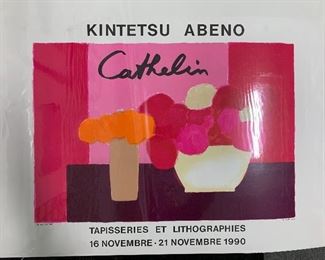 KINTETSU ABENO
Cathelin
TAPISSERIES ET LITHOGRAPHIES
16 NOVEMBRE - 21 NOVEMBRE 1990